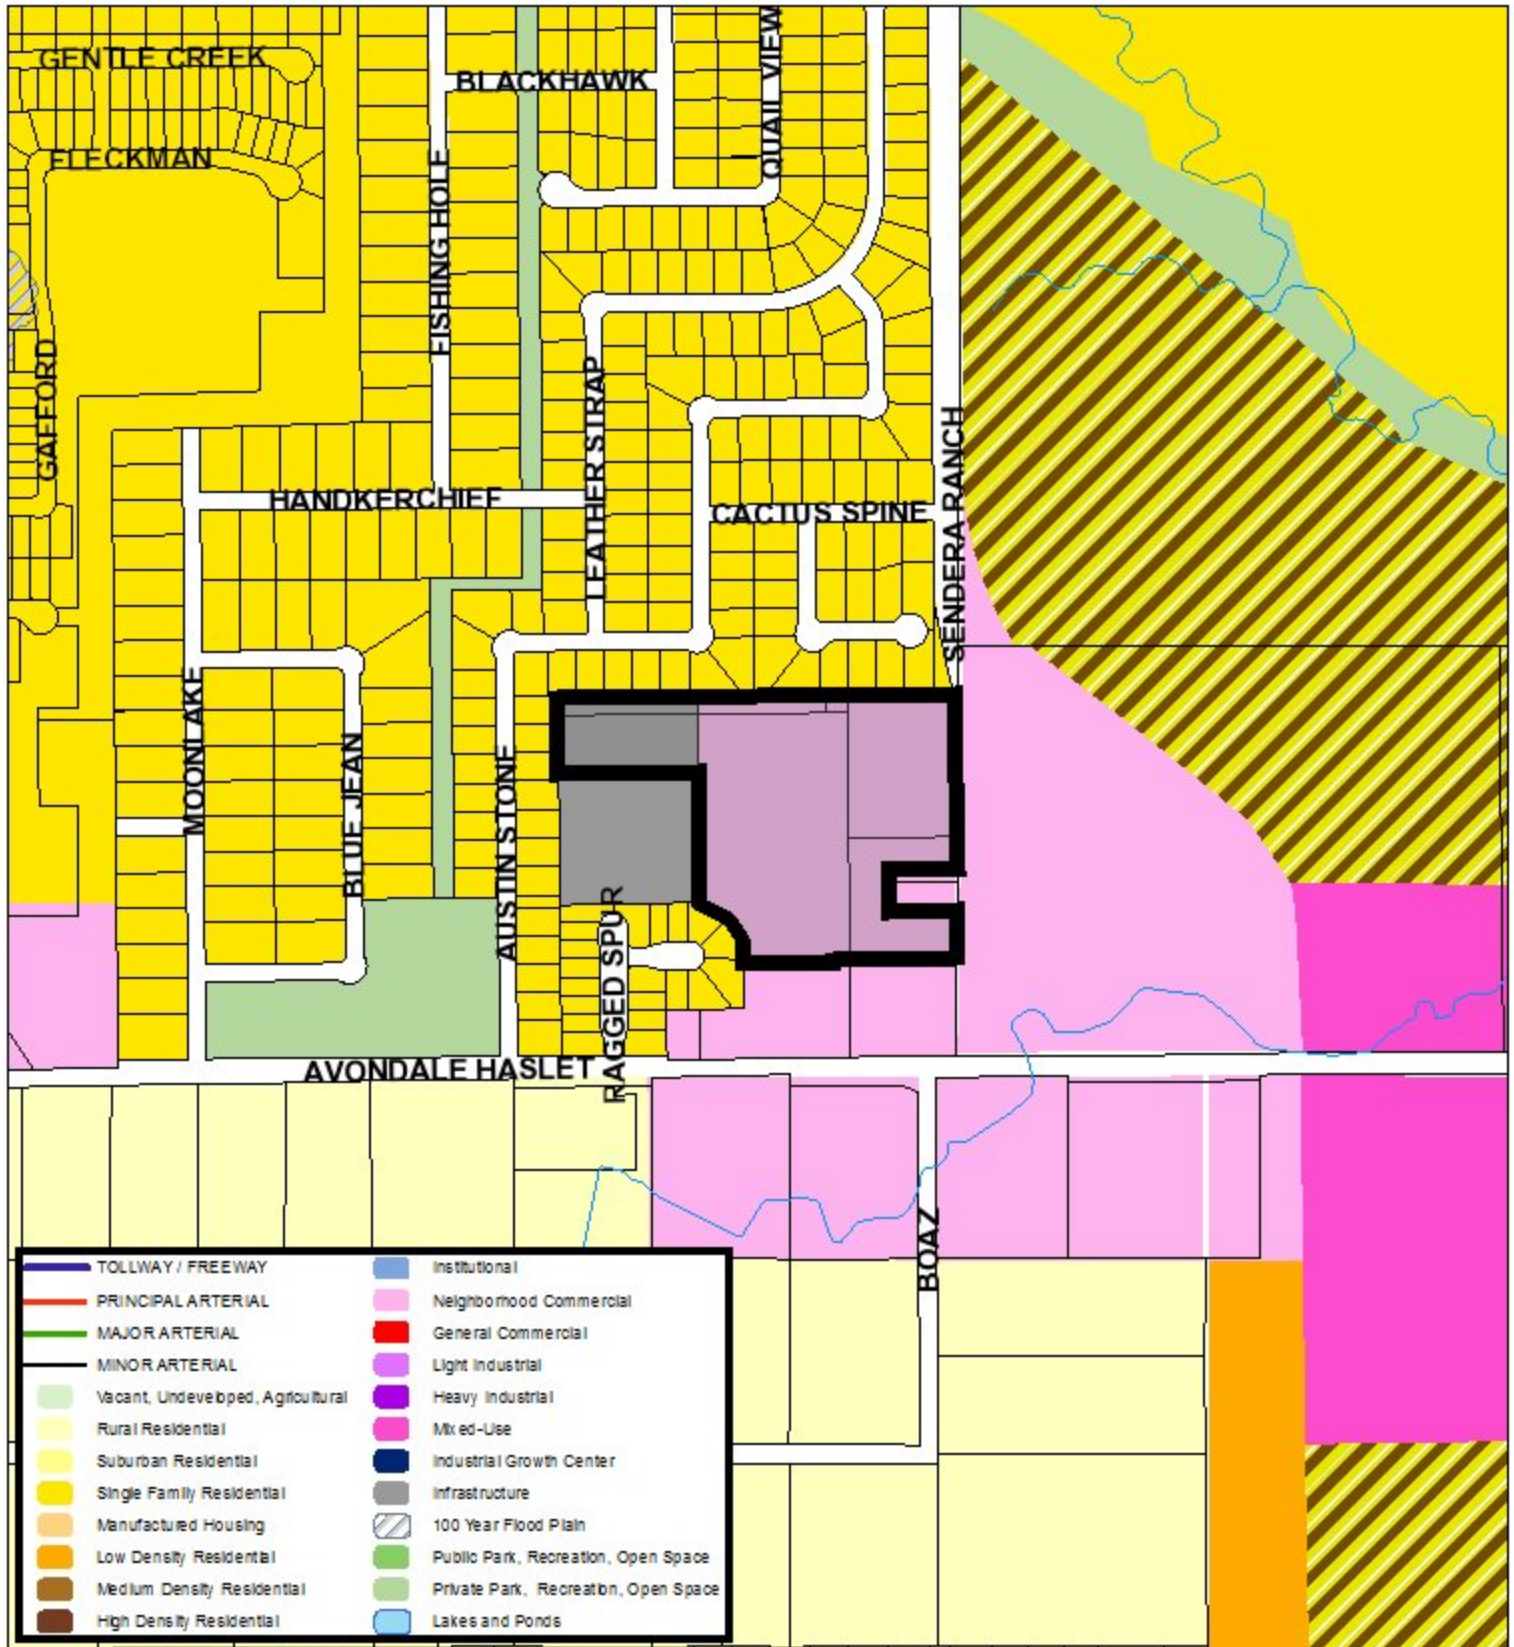 GENTLE CREEK
BLACKHAWK
QUAIL VIEW
FLECKMAN
FISHING HOLE
GAFFORD
LEATHER STRAP
HANDKERCHIEF
CACTUS SPINE
SENDERA RANCH
MOONLAKE
BLUE JEAN
AUSTIN STONE
RAGGED SPUR
AVONDALE HASLET
BOAZ
TOLLWAY / FREEWAY
PRINCIPAL ARTERIAL
MAJOR ARTERIAL
MINOR ARTERIAL
Vacant, Undeveloped, Agricultural
Rural Residential
Suburban Residential
Single Family Residential
Manufactured Housing
Low Density Residential
Medium Density Residential
High Density Residential
Institutional
Neighborhood Commercial
General Commercial
Light Industrial
Heavy Industrial
Mixed-Use
Industrial Growth Center
Infrastructure
100 Year Flood Plain
Public Park, Recreation, Open Space
Private Park, Recreation, Open Space
Lakes and Ponds